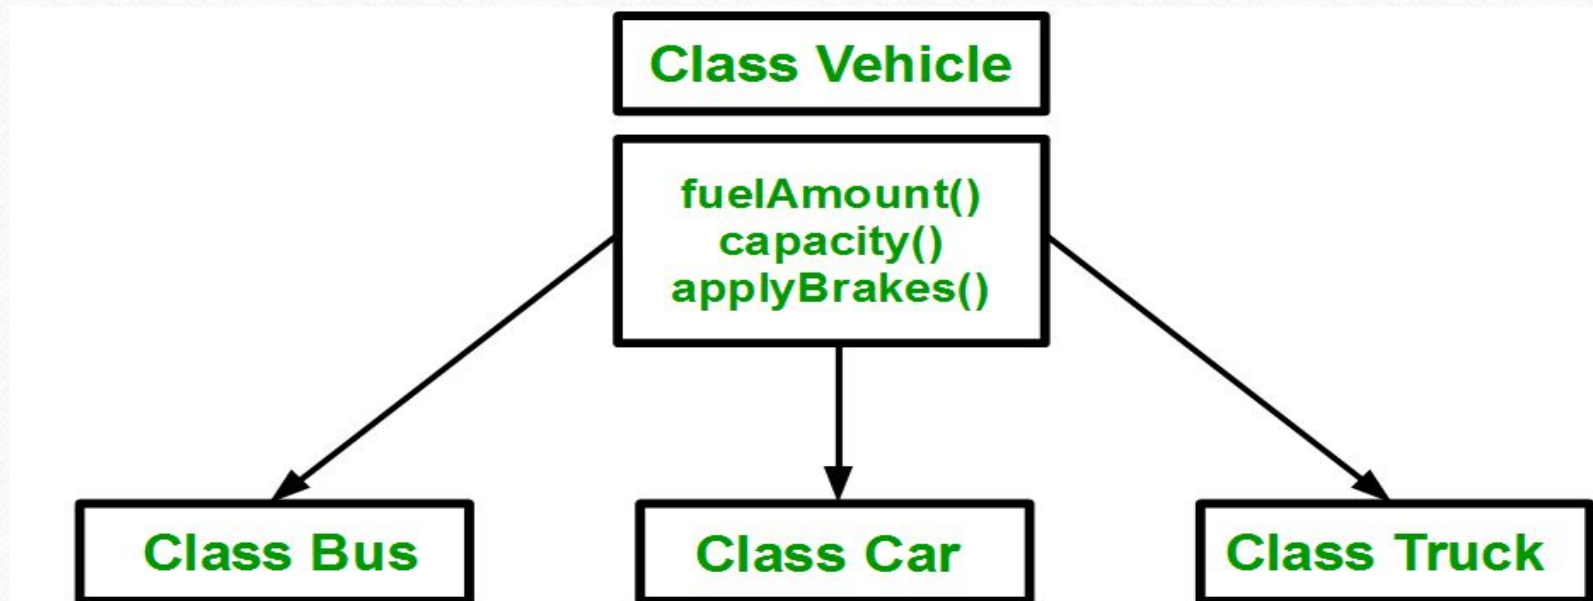 Class Vehicle
fuelAmount()
capacity()
applyBrakes()
Class Bus
Class Car
Class Truck